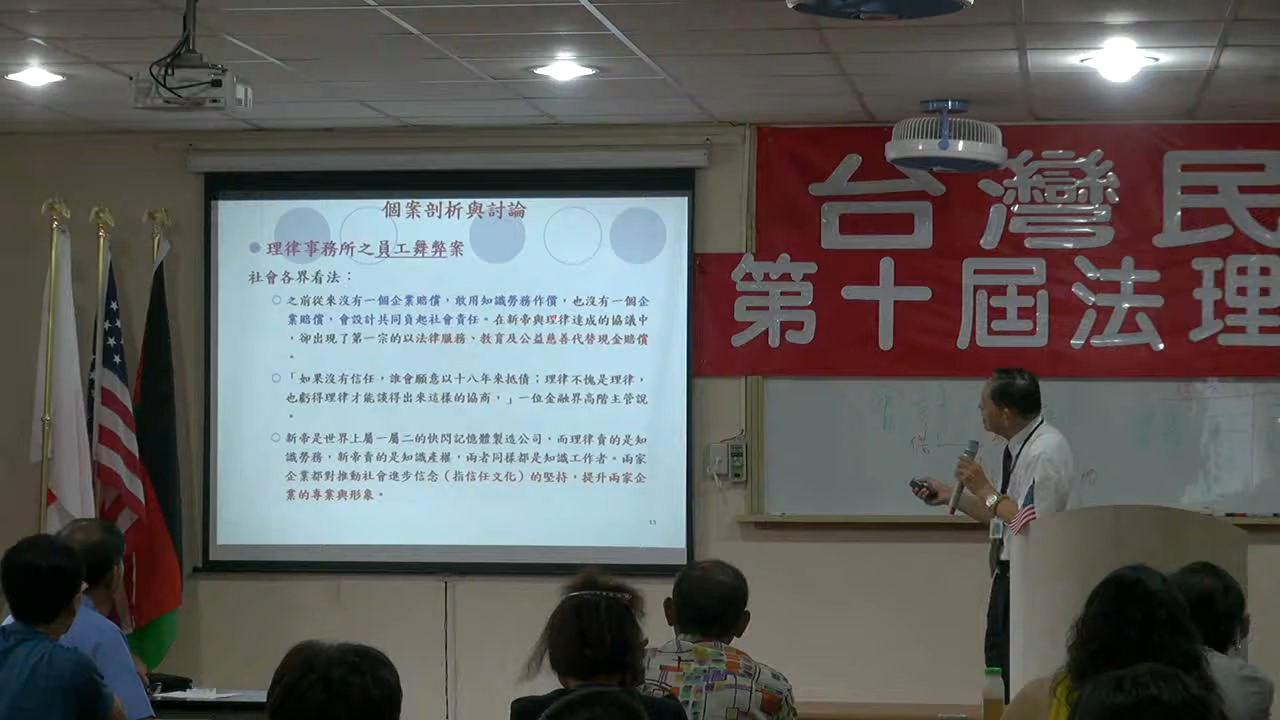 個案剖析與討論
理律事務所之員工舞弊案
社會各界看法：
之前從來沒有一個企業賠償，敢用知識勞務作償，也沒有一個企
業賠償，會設計共同負起社會責任。在新帝與理律達成的協議中
，卻出現了第一宗的以法律服務、教育及公益慈善代替現金賠償
。
「如果沒有信任，誰會願意以十八年來抵債；理律不愧是理律，
也虧得理律才能談得出來這樣的協商，」一位金融界高階主管說
。
新帝是世界上屬一屬二的快閃記憶體製造公司，而理律賣的是知
識勞務，新帝賣的是知識產權，兩者同樣都是知識工作者。兩家
企業都對推動社會進步信念（指信任文化）的堅持，提升兩家企
業的專業與形象。
13
台灣民
第十屆法理